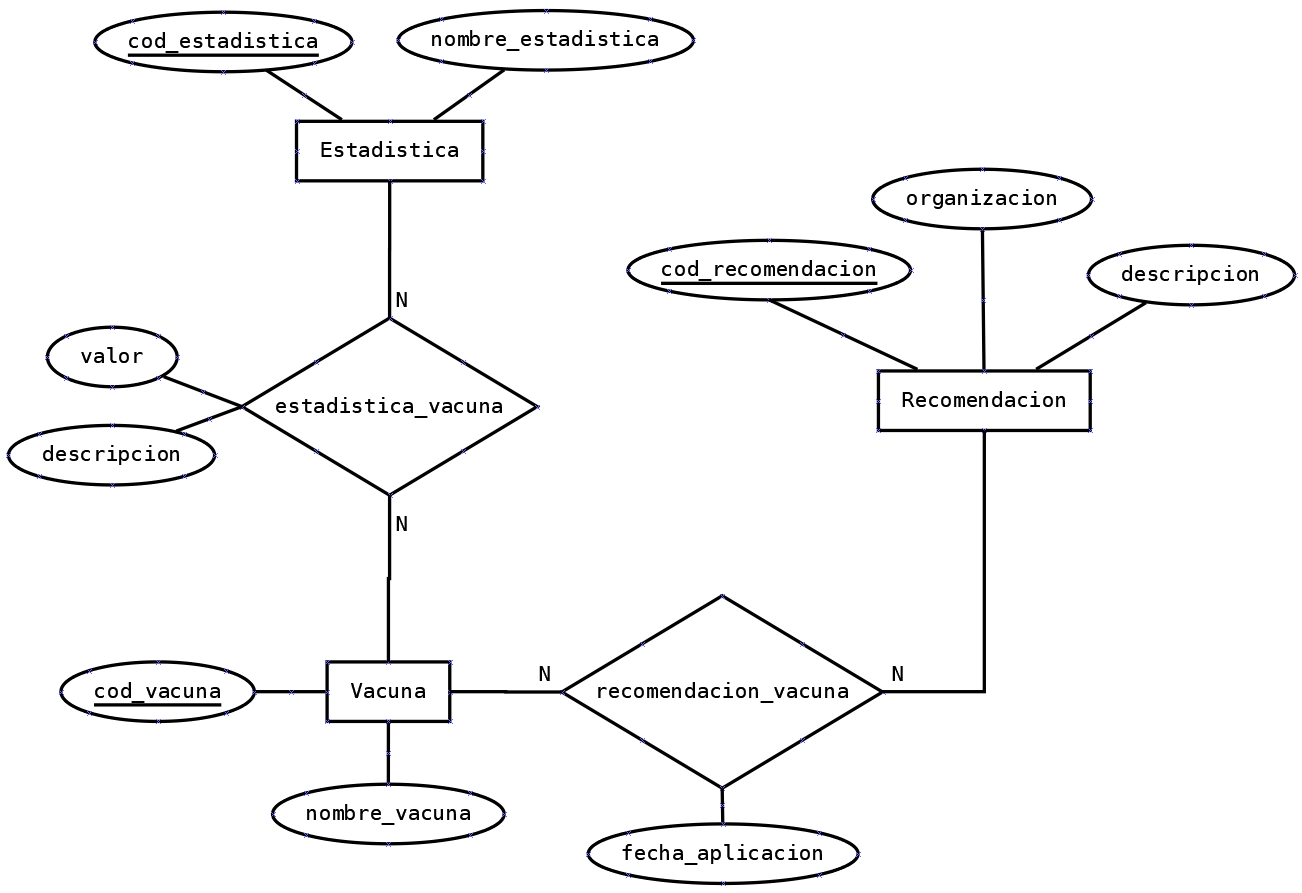 cod_estadistica
nombre_estadistica
Estadistica
organizacion
cod_recomendacion
descripcion
N
valor
estadistica_vacuna
Recomendacion
descripcion
N
N
N
cod_vacuna
Vacuna
recomendacion_vacuna
nombre_vacuna
fecha_aplicacion